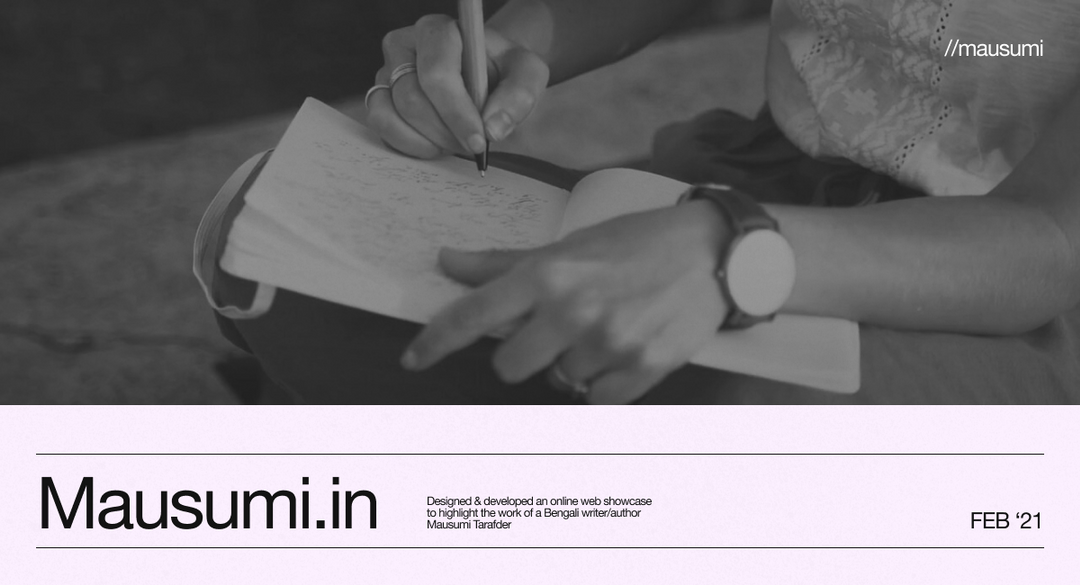 //mausumi
Mausumi.in
Designed & developed an online web showcase
to highlight the work of a Bengali writer/author
Mausumi Tarafder
FEB ‘21